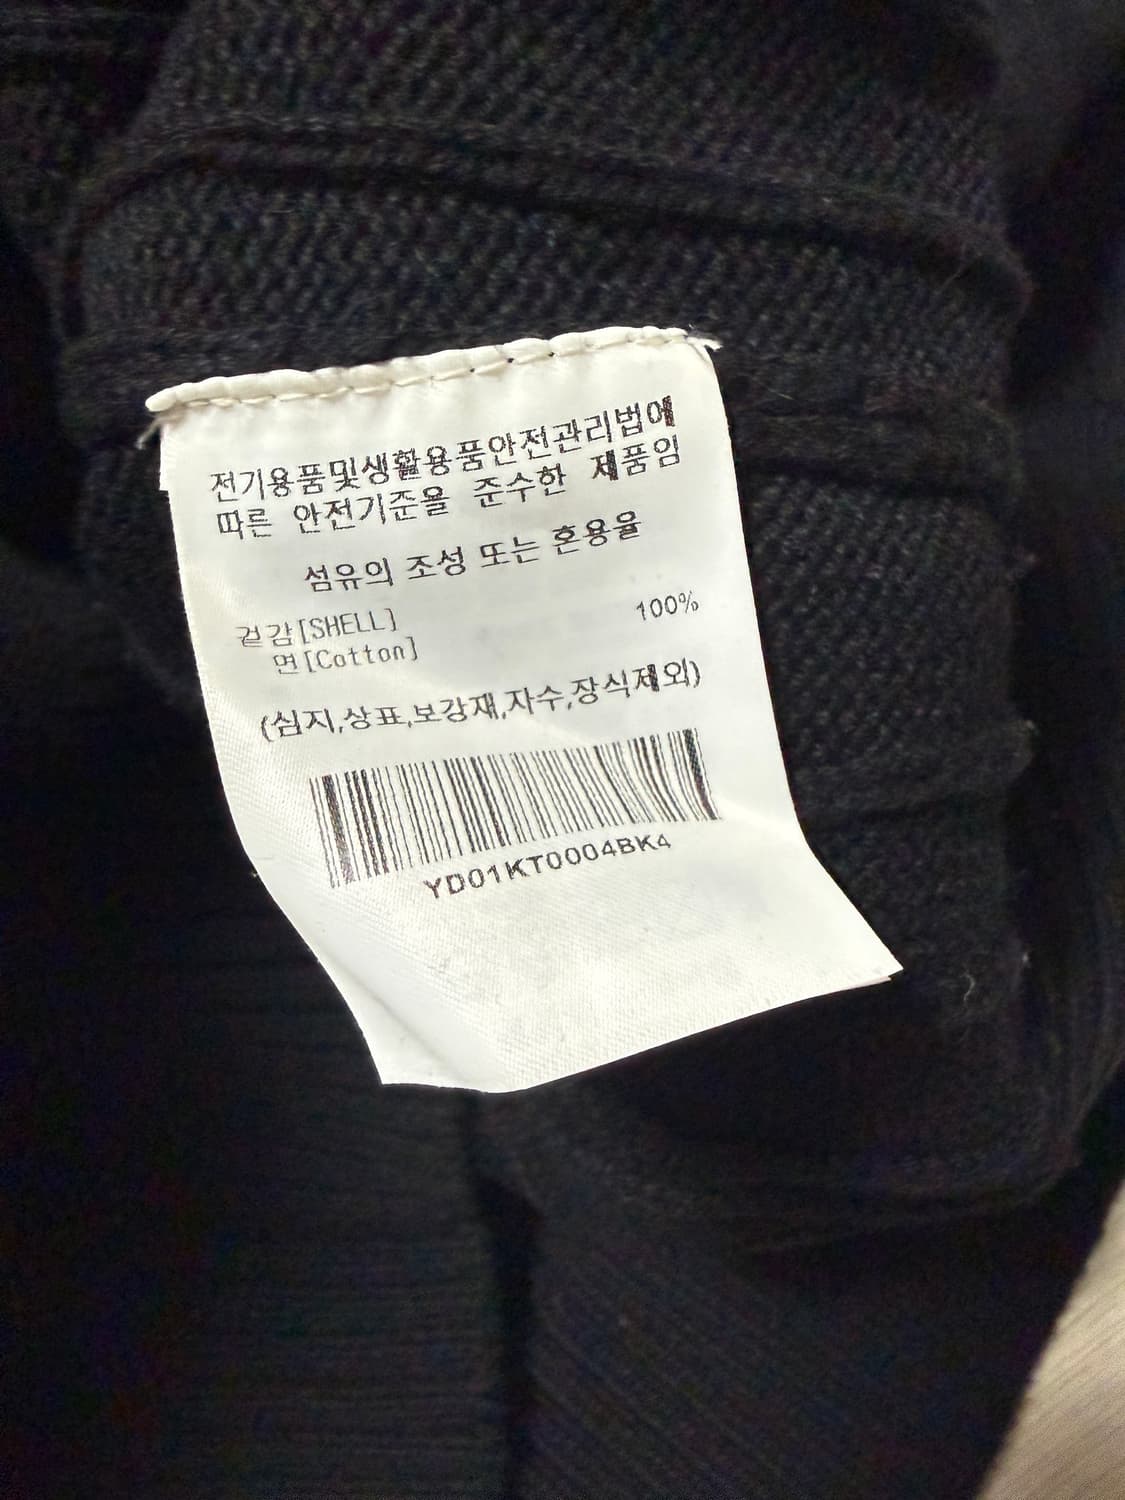 전기용품및생활용품안전관리법에
따른 안전기준을 준수한 제품임
섬유의 조성 또는 혼용율
겉감[SHELL]
면[Cotton] 100%
(심지,상표,보강재,자수,장식제외)
YD01KT0004BK4